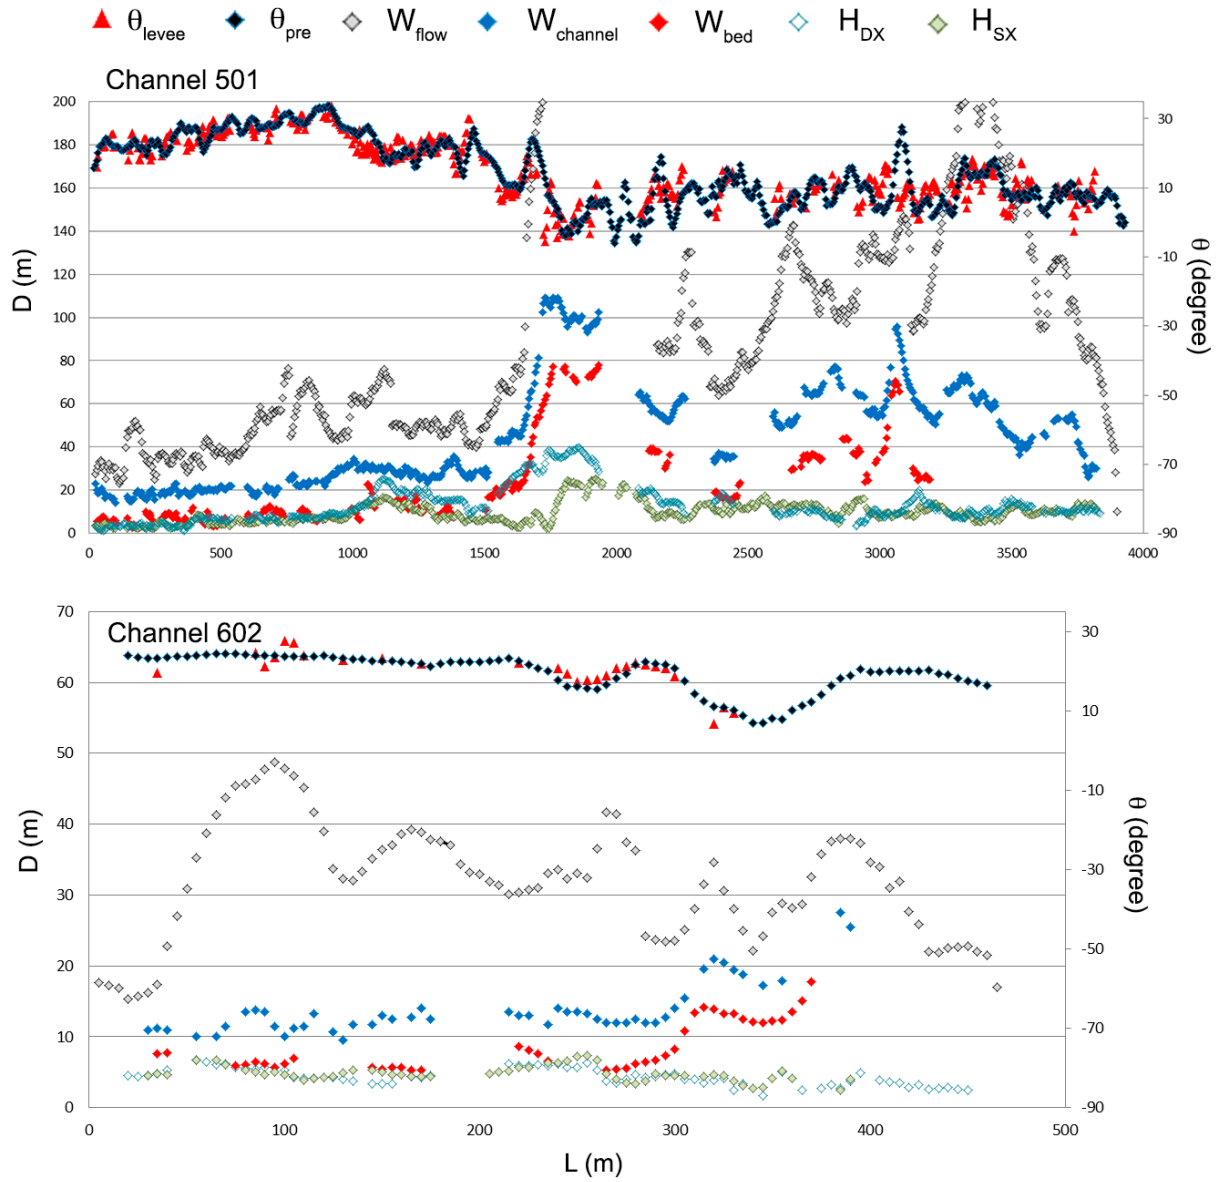 θlevee θpre Wflow Wchannel Wbed HDX HSX
Channel 501
200 30
180
160 10
140
120 -10
100 -30
80
60 -50
40 -70
20
0 -90
D (m)
θ (degree)
0 500 1000 1500 2000 2500 3000 3500 4000
Channel 602
70 30
60 10
50 -10
40 -30
30 -50
20 -70
10
0 -90
D (m)
θ (degree)
0 100 200 300 400 500
L (m)